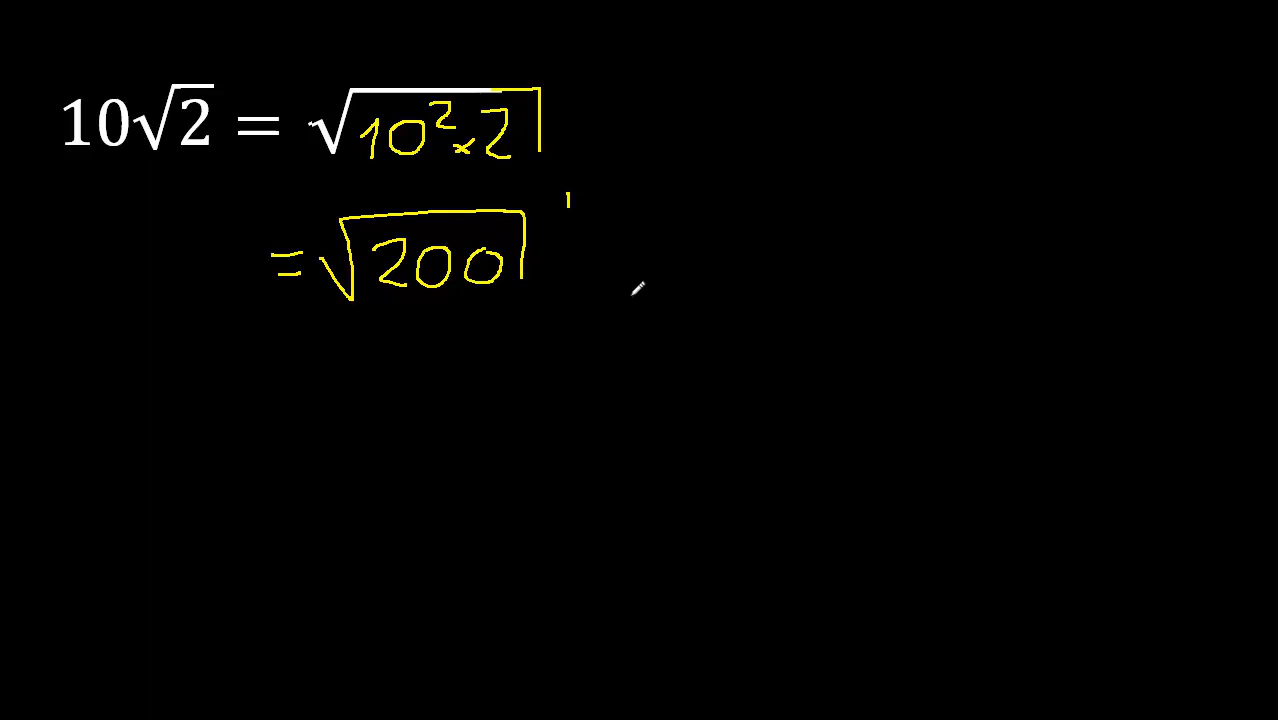 10√2 = √10² × 2
= √200